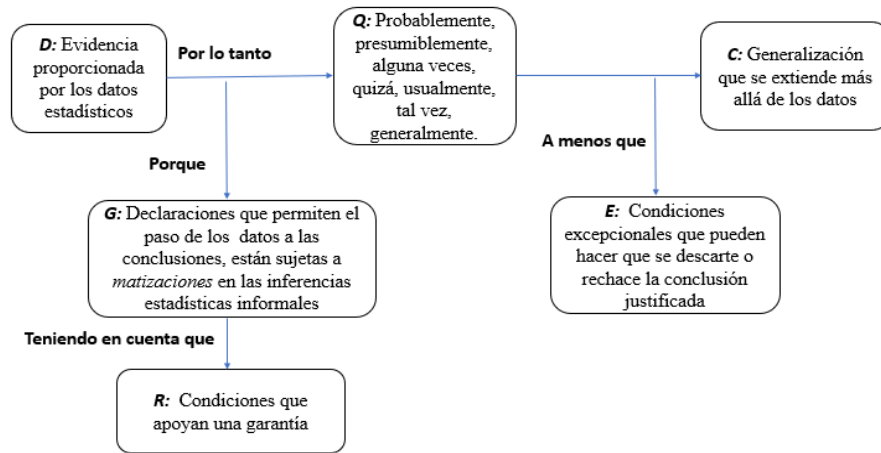 D: Evidencia
proporcionada
por los datos
estadísticos
Por lo tanto
Q: Probablemente,
presumiblemente,
alguna veces,
quizá, usualmente,
tal vez,
generalmente.
C: Generalización
que se extiende más
allá de los datos
Porque
A menos que
G: Declaraciones que permiten el
paso de los datos a las
conclusiones, están sujetas a
matizaciones en las inferencias
estadísticas informales
E: Condiciones
excepcionales que pueden
hacer que se descarte o
rechace la conclusión
justificada
Teniendo en cuenta que
R: Condiciones que
apoyan una garantía